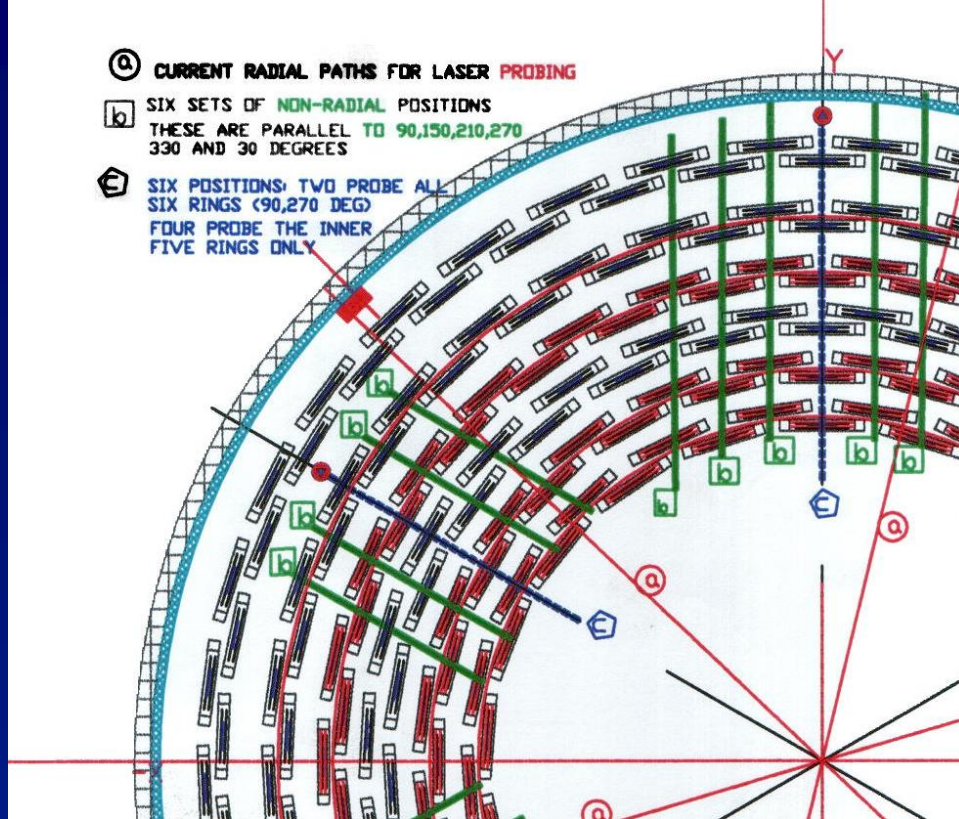 a CURRENT RADIAL PATHS FOR LASER PROBING
b SIX SETS OF NON-RADIAL POSITIONS
THESE ARE PARALLEL TO 90,150,210,270
330 AND 30 DEGREES
c SIX POSITIONS: TWO PROBE ALL
SIX RINGS (90,270 DEG)
FOUR PROBE THE INNER
FIVE RINGS ONLY
Y
b
b
b
b
b
b
b
b
b
c
a
a
c
a